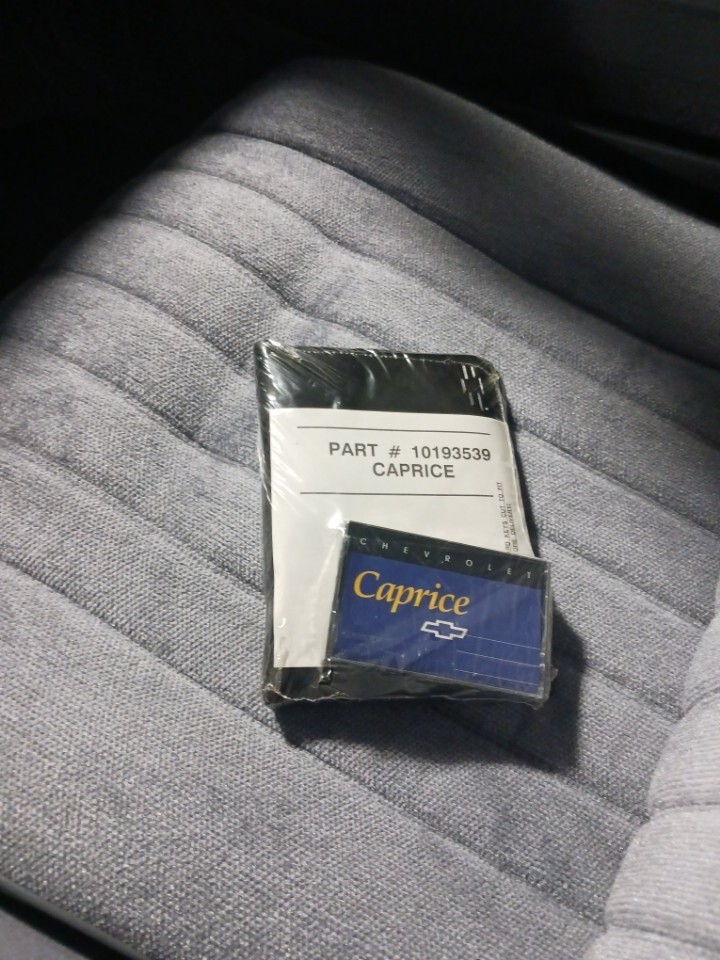 PART # 10193539
CAPRICE
CHEVROLET
Caprice